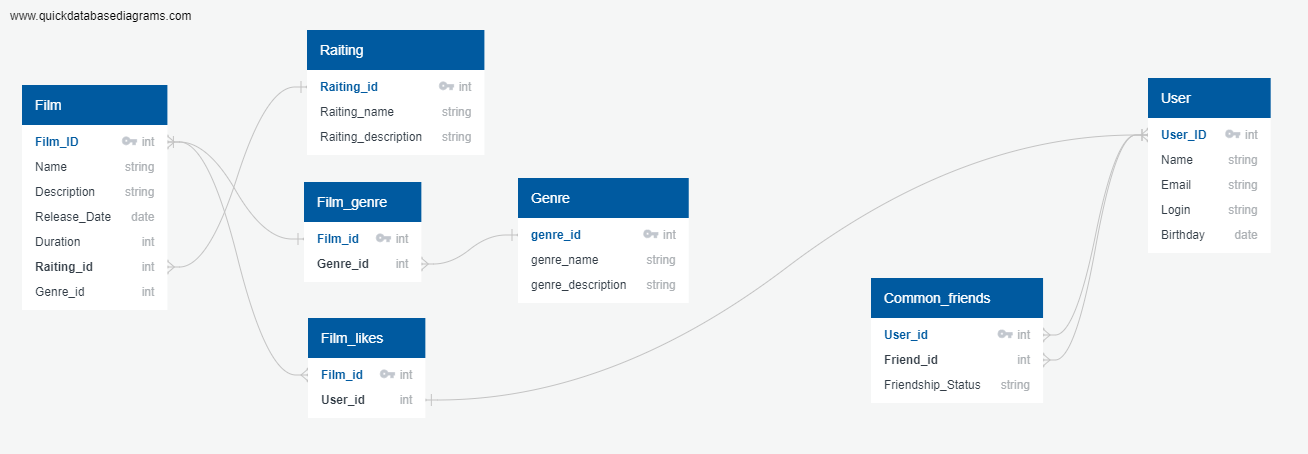 www.quickdatabasediagrams.com
Film
Film_ID int
Name string
Description string
Release_Date date
Duration int
Raiting_id int
Genre_id int
Raiting
Raiting_id int
Raiting_name string
Raiting_description string
Film_genre
Film_id int
Genre_id int
Genre
genre_id int
genre_name string
genre_description string
Film_likes
Film_id int
User_id int
Common_friends
User_id int
Friend_id int
Friendship_Status string
User
User_ID int
Name string
Email string
Login string
Birthday date